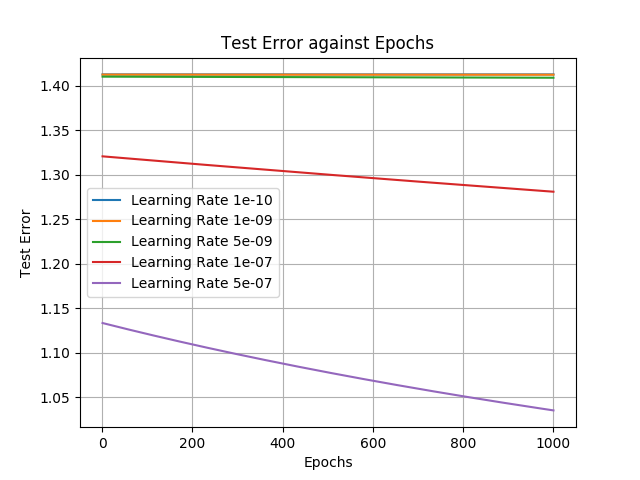 Test Error against Epochs
Test Error
1.40
1.35
1.30
1.25
1.20
1.15
1.10
1.05
Learning Rate 1e-10
Learning Rate 1e-09
Learning Rate 5e-09
Learning Rate 1e-07
Learning Rate 5e-07
0 200 400 600 800 1000
Epochs